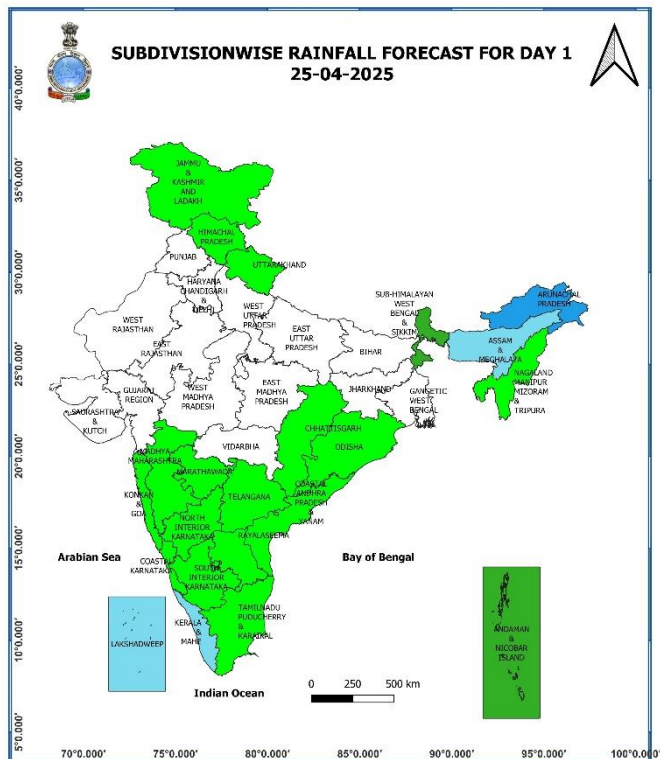 SUBDIVISIONWISE RAINFALL FORECAST FOR DAY 1
25-04-2025
40°0.000'
35°0.000'
30°0.000'
25°0.000'
20°0.000'
15°0.000'
10°0.000'
5°0.000'
JAMMU
&
KASHMIR
AND
LADAKH
HIMACHAL
PRADESH
PUNJAB
UTTARAKHAND
HARYANA
CHANDIGARH
&
DELHI
WEST
UTTAR
PRADESH
WEST
RAJASTHAN
EAST
RAJASTHAN
EAST
UTTAR
PRADESH
SUB-HIMALAYAN
WEST
BENGAL
&
SIKKIM
ARUNACHAL
PRADESH
ASSAM
&
MEGHALAYA
BIHAR
NAGALAND
MANIPUR
MIZORAM
&
TRIPURA
GUJARAT
REGION
WEST
MADHYA
PRADESH
EAST
MADHYA
PRADESH
JHARKHAND
GANGETIC
WEST
BENGAL
SAURASHTRA
&
KUTCH
CHHATTISGARH
ODISHA
VIDARBHA
MADHYA
MAHARASHTRA
MARATHAWADA
KONKAN
&
GOA
TELANGANA
COASTAL
ANDHRA
PRADESH
&
YANAM
NORTH
INTERIOR
KARNATAKA
RAYALASEEMA
Arabian Sea
Bay of Bengal
COASTAL
KARNATAKA
SOUTH
INTERIOR
KARNATAKA
TAMILNADU
PUDUCHERRY
&
KARAIKAL
KERALA
&
MAHE
LAKSHADWEEP
ANDAMAN
&
NICOBAR
ISLAND
Indian Ocean
0 250 500 km
70°0.000' 75°0.000' 80°0.000' 85°0.000' 90°0.000' 95°0.000' 100°0.000'